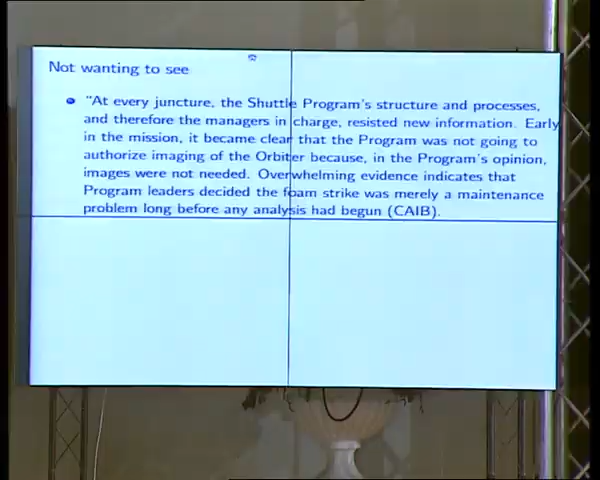 Not wanting to see
"At every juncture, the Shuttle Program's structure and processes,
and therefore the managers in charge, resisted new information. Early
in the mission, it became clear that the Program was not going to
authorize imaging of the Orbiter because, in the Program's opinion,
images were not needed. Overwhelming evidence indicates that
Program leaders decided the foam strike was merely a maintenance
problem long before any analysis had begun (CAIB).